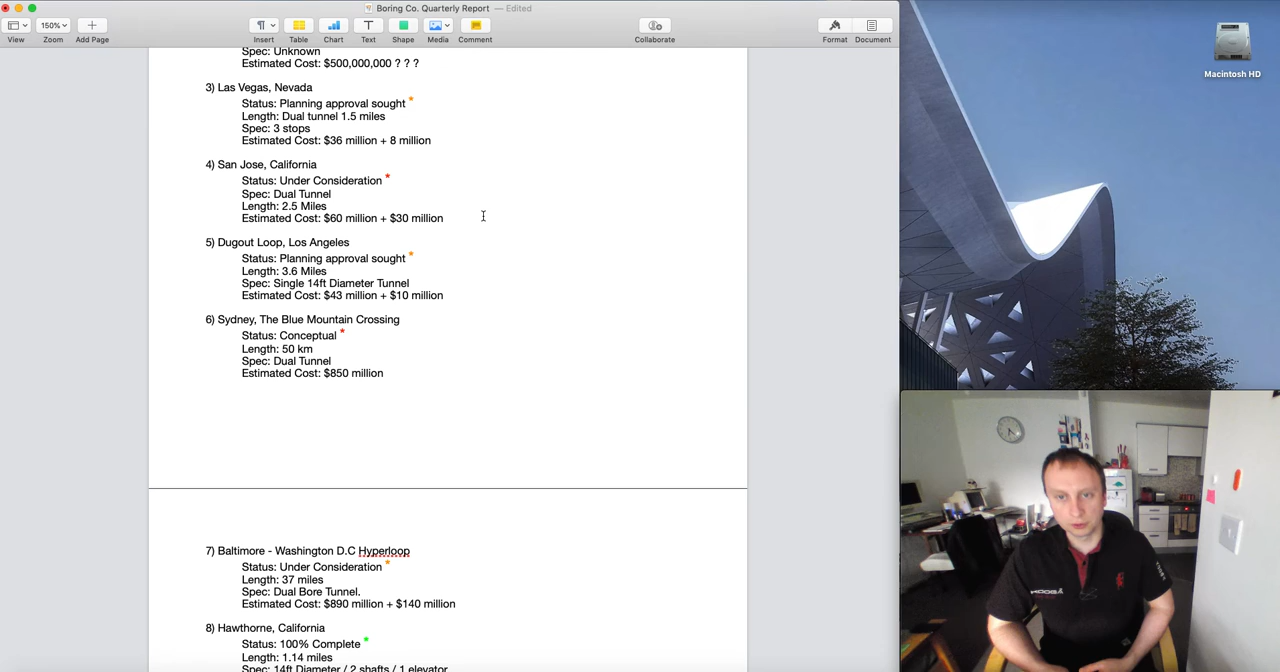 Boring Co. Quarterly Report — Edited
150%
View
Zoom
Add Page
Insert
Table
Chart
Text
Shape
Media
Comment
Collaborate
Format
Document
Spec: Unknown
Estimated Cost: $500,000,000 ? ? ?
3) Las Vegas, Nevada
Status: Planning approval sought *
Length: Dual tunnel 1.5 miles
Spec: 3 stops
Estimated Cost: $36 million + 8 million
4) San Jose, California
Status: Under Consideration *
Spec: Dual Tunnel
Length: 2.5 Miles
Estimated Cost: $60 million + $30 million
5) Dugout Loop, Los Angeles
Status: Planning approval sought *
Length: 3.6 Miles
Spec: Single 14ft Diameter Tunnel
Estimated Cost: $43 million + $10 million
6) Sydney, The Blue Mountain Crossing
Status: Conceptual *
Length: 50 km
Spec: Dual Tunnel
Estimated Cost: $850 million
7) Baltimore - Washington D.C Hyperloop
Status: Under Consideration *
Length: 37 miles
Spec: Dual Bore Tunnel.
Estimated Cost: $890 million + $140 million
8) Hawthorne, California
Status: 100% Complete *
Length: 1.14 miles
Spec: 14ft Diameter / 2 shafts / 1 elevator
Macintosh HD